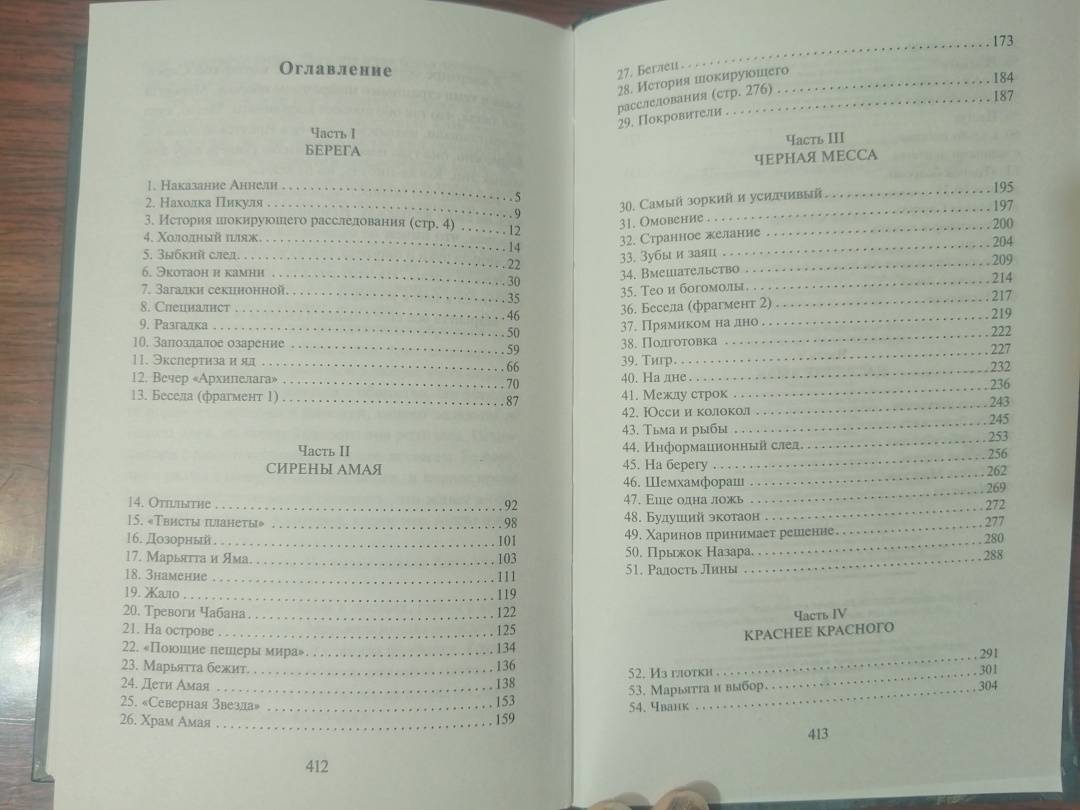 Оглавление
Часть I
БЕРЕГА
1. Наказание Аннели 5
2. Находка Пикуля 9
3. История шокирующего расследования (стр. 4) 12
4. Холодный пляж 14
5. Зыбкий след 22
6. Экотаон и камни 30
7. Загадки секционной 35
8. Специалист 46
9. Разгадка 50
10. Запоздалое озарение 59
11. Экспертиза и яд 66
12. Вечер «Архипелага» 70
13. Беседа (фрагмент 1) 87
Часть II
СИРЕНЫ АМАЯ
14. Отплытие 92
15. «Твисты планеты» 98
16. Дозорный 101
17. Марьятта и Яма 103
18. Знамение 111
19. Жало 119
20. Тревоги Чабана 122
21. На острове 125
22. «Поющие пещеры мира» 134
23. Марьятта бежит 136
24. Дети Амая 138
25. «Северная Звезда» 153
26. Храм Амая 159
412
27. Беглец 173
28. История шокирующего
расследования (стр. 276) 184
29. Покровители 187
Часть III
ЧЕРНАЯ МЕССА
30. Самый зоркий и усидчивый 195
31. Омовение 197
32. Странное желание 200
33. Зубы и заяц 204
34. Вмешательство 209
35. Тео и богомолы 214
36. Беседа (фрагмент 2) 217
37. Прямиком на дно 219
38. Подготовка 222
39. Тигр 227
40. На дне 232
41. Между строк 236
42. Юсси и колокол 243
43. Тьма и рыбы 245
44. Информационный след 253
45. На берегу 256
46. Шемхамфораш 262
47. Еще одна ложь 269
48. Будущий экотаон 272
49. Харинов принимает решение 277
50. Прыжок Назара 280
51. Радость Лины 288
Часть IV
КРАСНЕЕ КРАСНОГО
52. Из глотки 291
53. Марьятта и выбор 301
54. Чванк 304
413